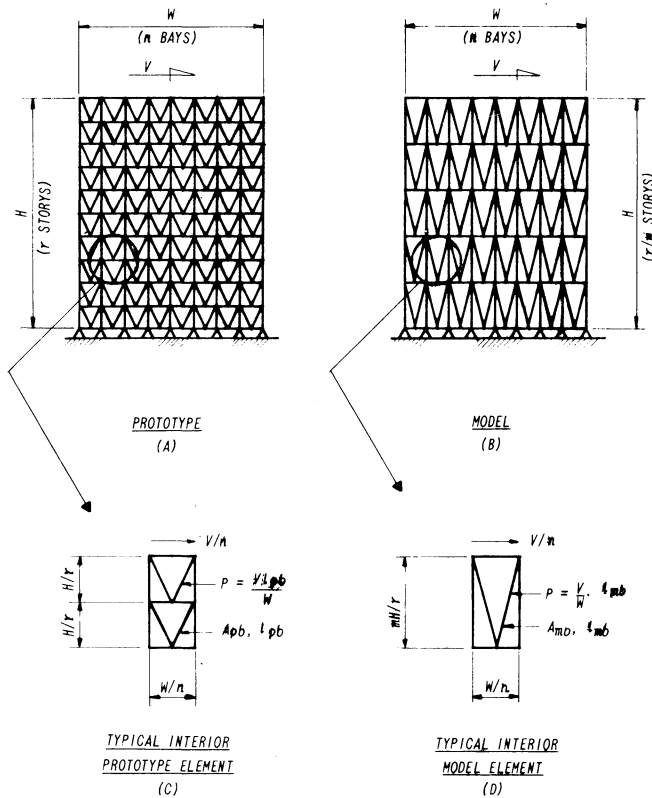 W
(n BAYS)
V
H
(r STORYS)
PROTOTYPE
(A)
W
(n BAYS)
V
H
(r/m STORYS)
MODEL
(B)
V/n
H/r
H/r
P = V.lpb
W
Apb, lpb
W/n
TYPICAL INTERIOR
PROTOTYPE ELEMENT
(C)
V/n
mH/r
P = V/W . lmb
Amb, lmb
W/n
TYPICAL INTERIOR
MODEL ELEMENT
(D)